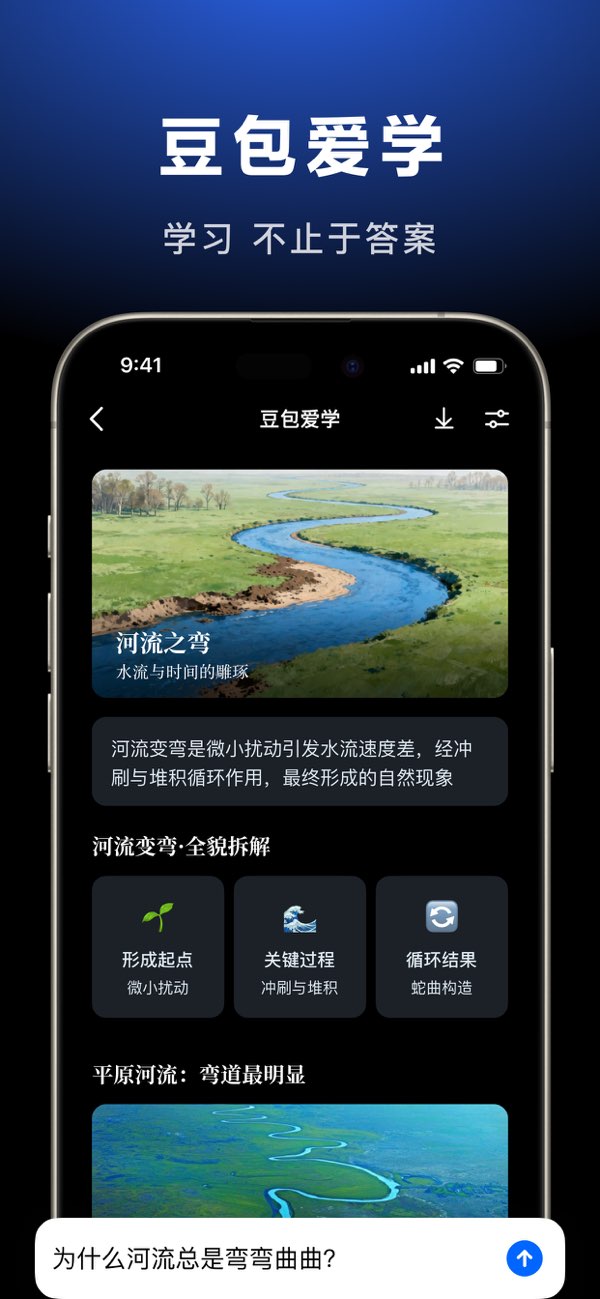 豆包爱学
学习 不止于答案
9:41
豆包爱学
河流之弯
水流与时间的雕琢
河流变弯是微小扰动引发水流速度差，经冲
刷与堆积循环作用，最终形成的自然现象
河流变弯·全貌拆解
形成起点
微小扰动
关键过程
冲刷与堆积
循环结果
蛇曲构造
平原河流：弯道最明显
为什么河流总是弯弯曲曲?